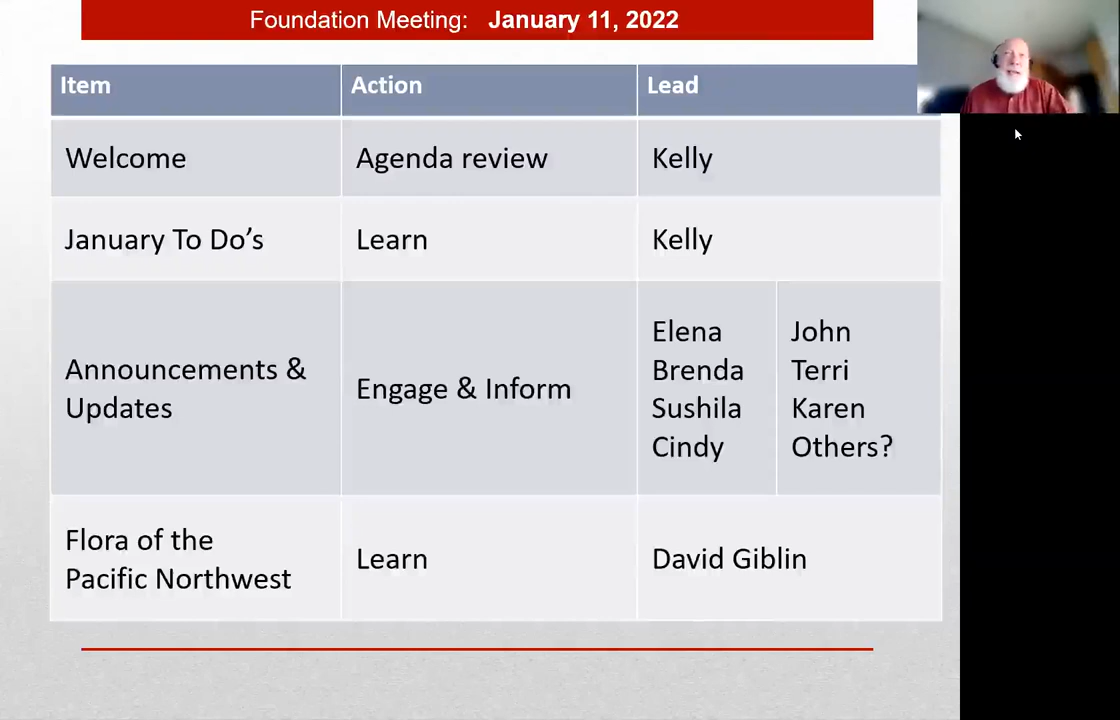 Foundation Meeting: January 11, 2022
Item Action Lead
Welcome Agenda review Kelly
January To Do’s Learn Kelly
Announcements &
Updates
Engage & Inform
Elena
Brenda
Sushila
Cindy
John
Terri
Karen
Others?
Flora of the
Pacific Northwest
Learn
David Giblin